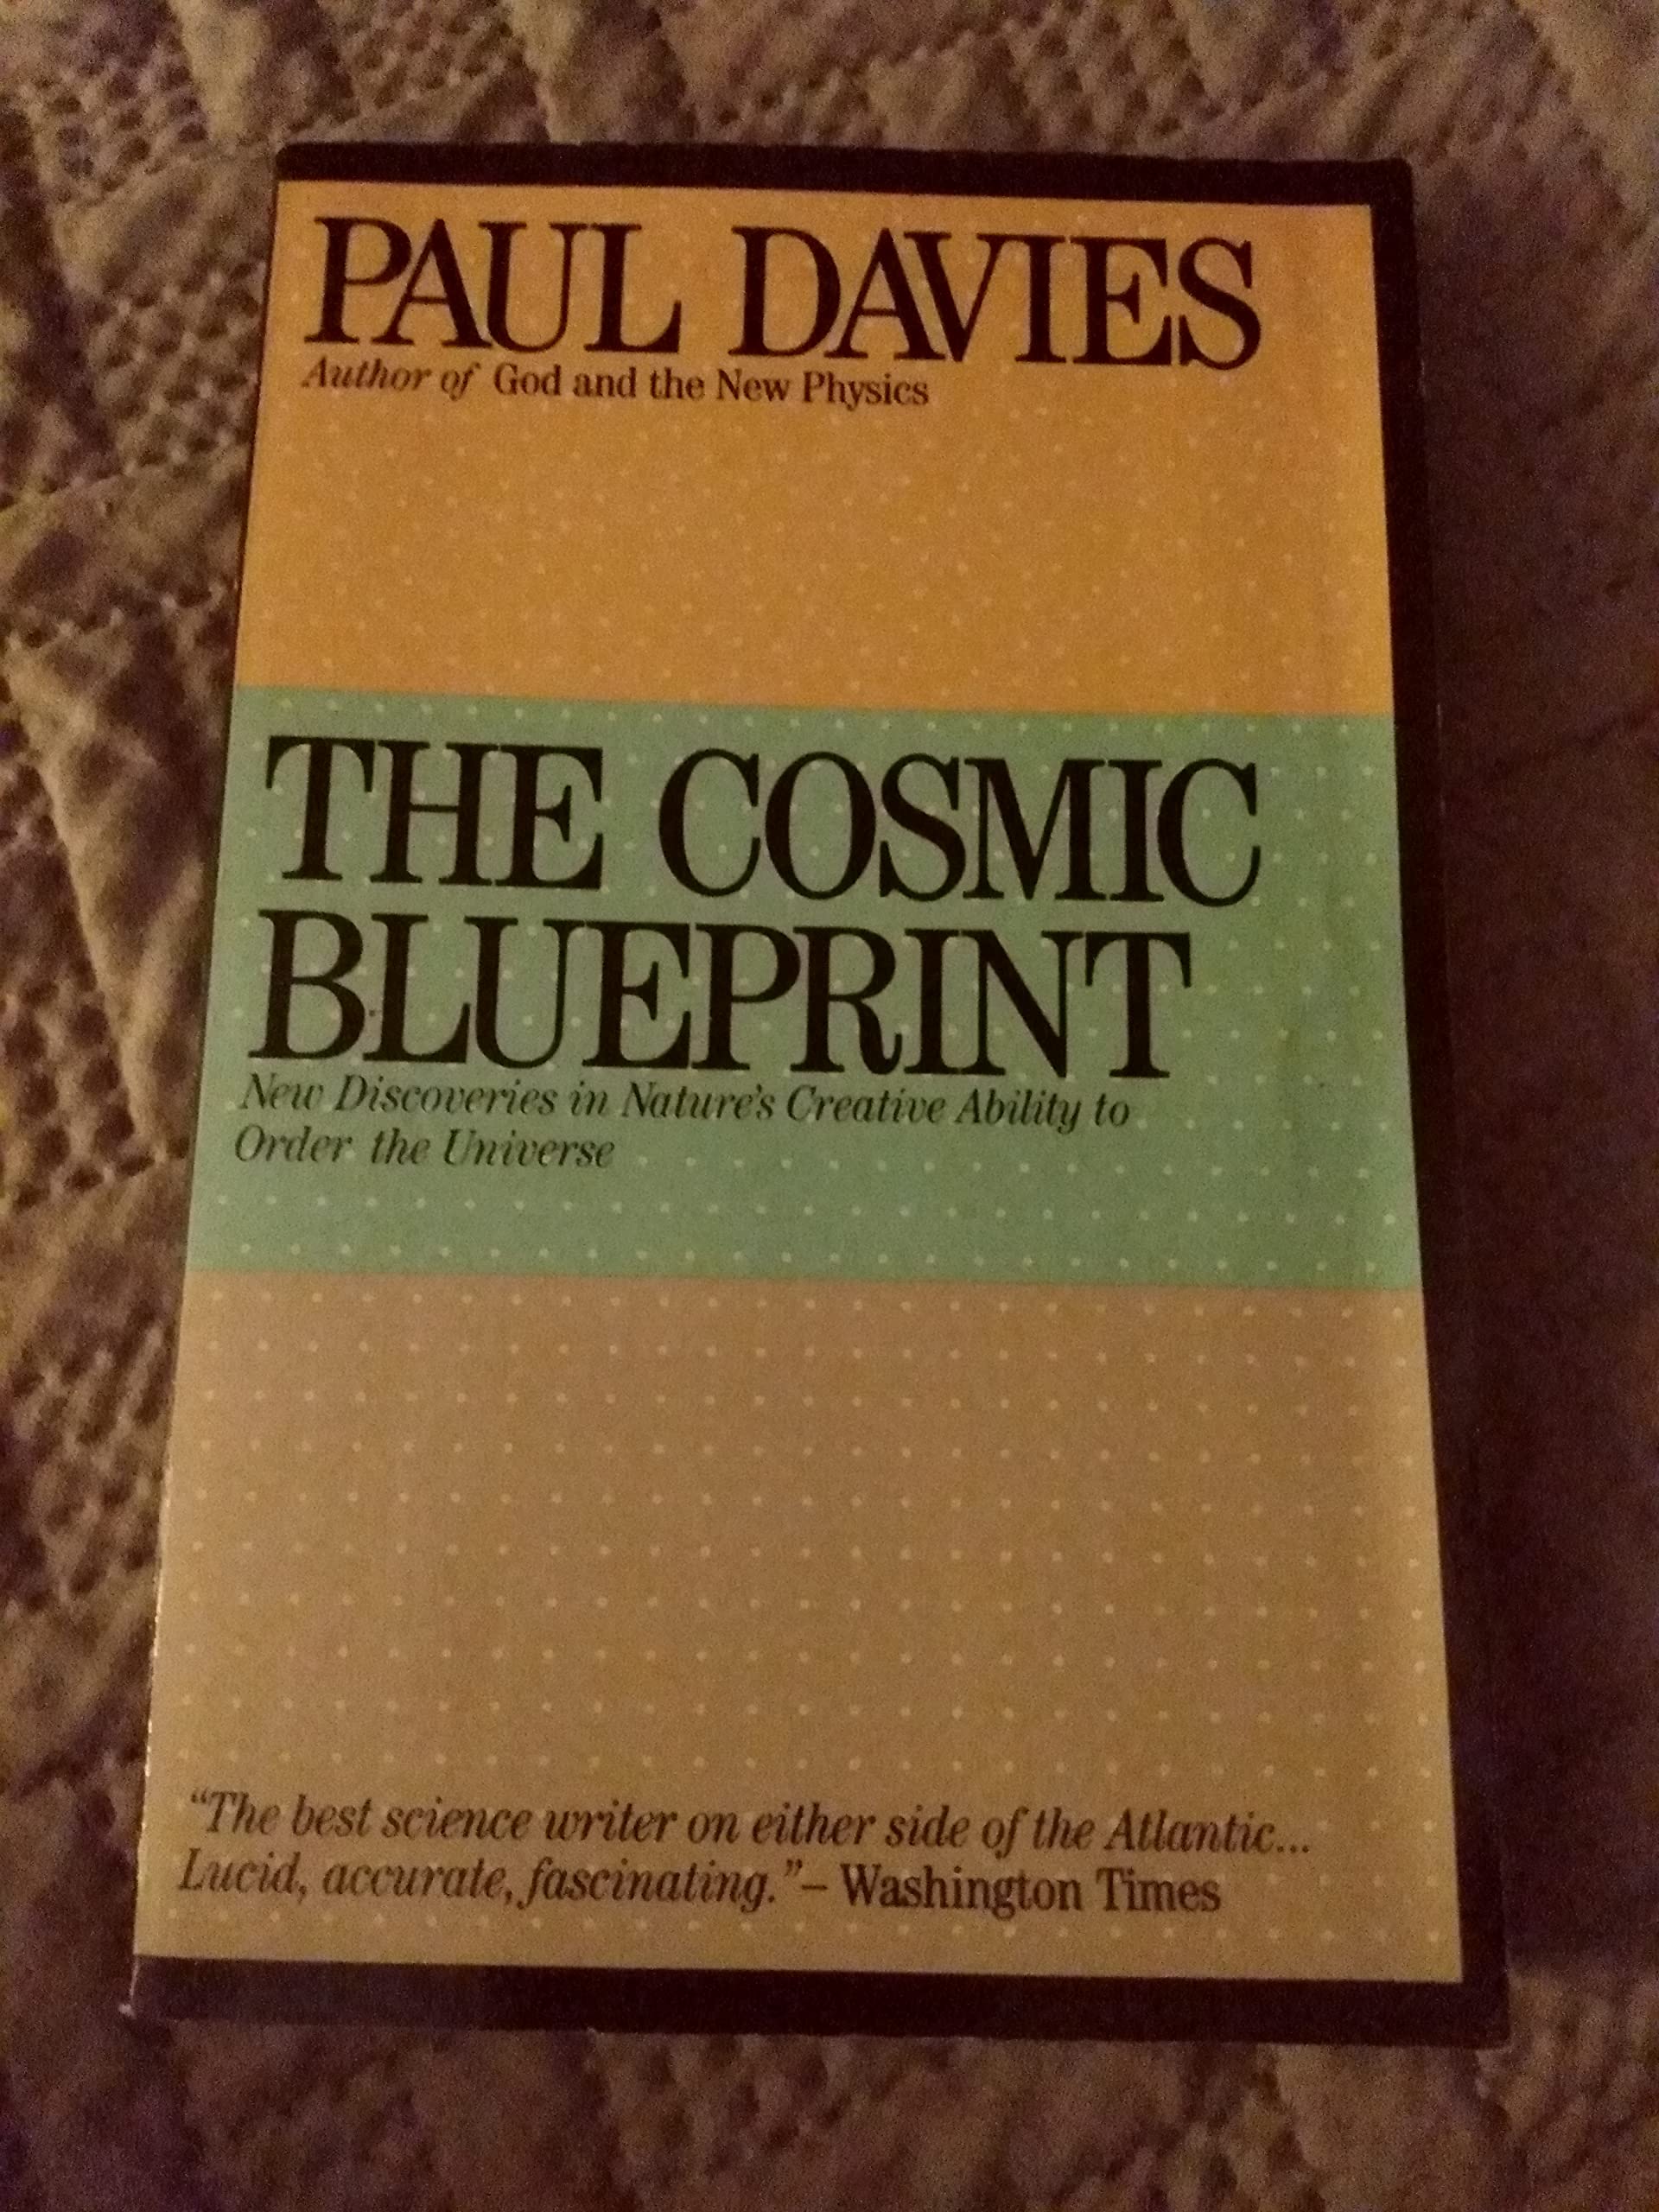 PAUL DAVIES
Author of God and the New Physics
THE COSMIC
BLUEPRINT
New Discoveries in Nature's Creative Ability to
Order the Universe
“The best science writer on either side of the Atlantic...
Lucid, accurate, fascinating.”– Washington Times